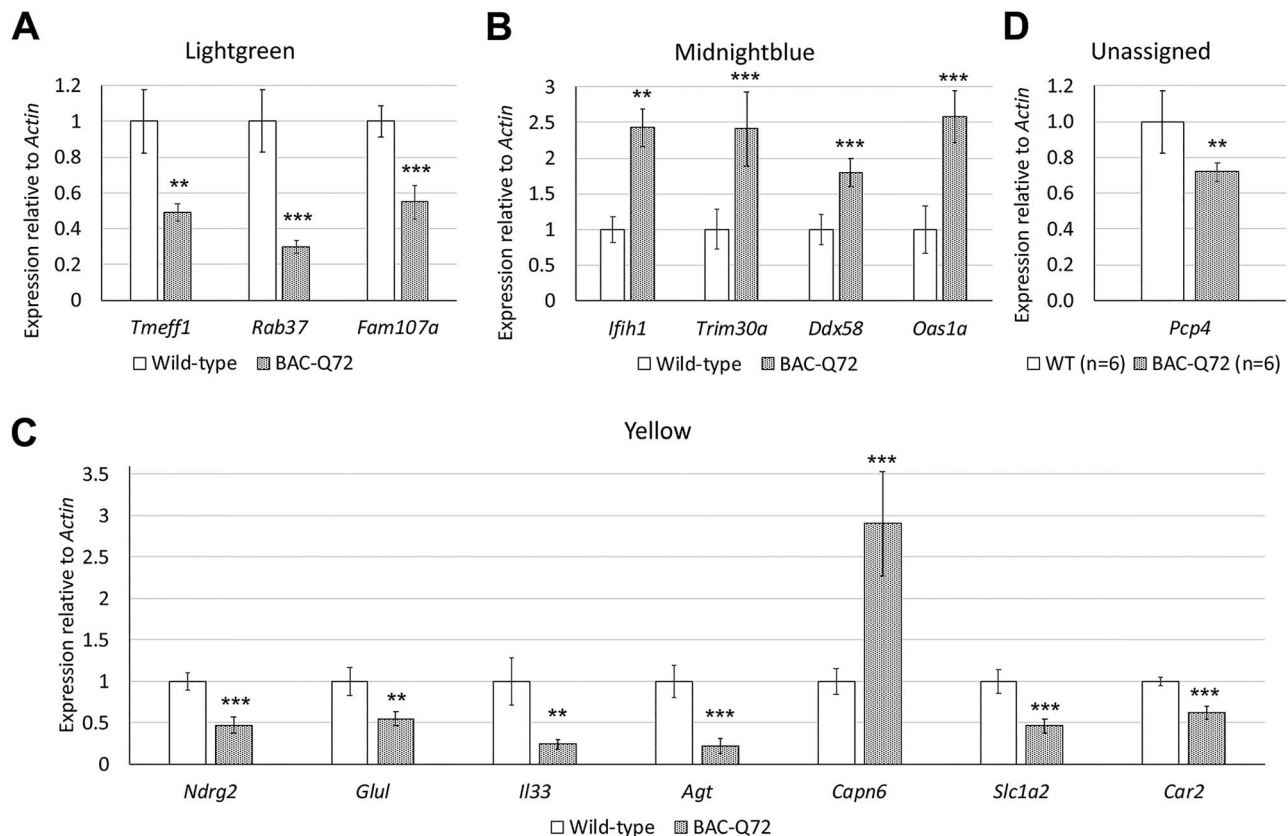 A
Lightgreen
Expression relative to Actin
1.2
1
0.8
0.6
0.4
0.2
0
**
***
***
Tmeff1 Rab37 Fam107a
Wild-type BAC-Q72
B
Midnightblue
Expression relative to Actin
3
2.5
2
1.5
1
0.5
0
**
***
***
***
Ifih1 Trim30a Ddx58 Oas1a
Wild-type BAC-Q72
D
Unassigned
Expression relative to Actin
1.2
1.0
0.8
0.6
0.4
0.2
0.0
**
Pcp4
WT (n=6) BAC-Q72 (n=6)
C
Yellow
Expression relative to Actin
3.5
3
2.5
2
1.5
1
0.5
0
***
**
**
***
***
***
***
Ndrg2 Glul Il33 Agt Capn6 Slc1a2 Car2
Wild-type BAC-Q72